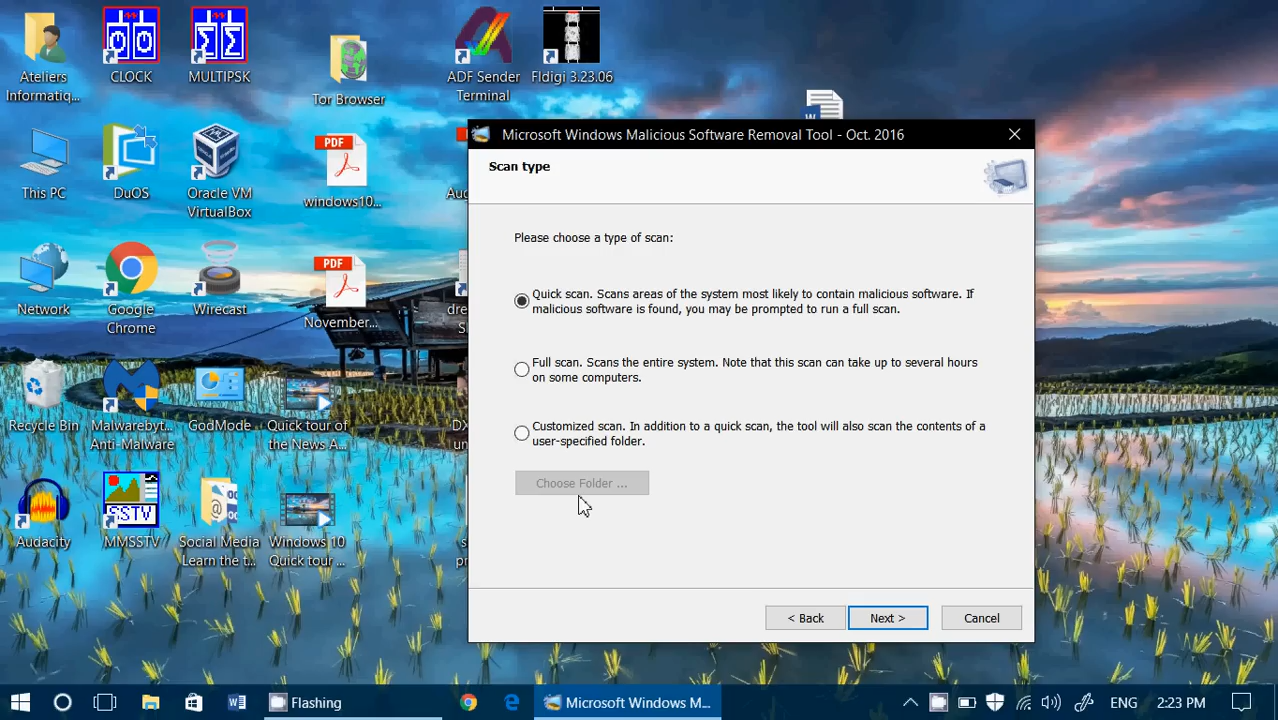 Ateliers
Informatiq...
CLOCK
MULTIPSK
Tor Browser
ADF Sender
Terminal
Fldigi 3.23.06
This PC
DuOS
Oracle VM
VirtualBox
PDF
windows10...
Network
Google
Chrome
Wirecast
PDF
November...
Recycle Bin
Malwarebyt...
Anti-Malware
GodMode
Quick tour of
the News A...
Audacity
SSTV
MMSSTV
Social Media
Learn the t...
Windows 10
Quick tour ...
Microsoft Windows Malicious Software Removal Tool - Oct. 2016
Scan type
Please choose a type of scan:
Quick scan. Scans areas of the system most likely to contain malicious software. If
malicious software is found, you may be prompted to run a full scan.
Full scan. Scans the entire system. Note that this scan can take up to several hours
on some computers.
Customized scan. In addition to a quick scan, the tool will also scan the contents of a
user-specified folder.
Choose Folder ...
< Back
Next >
Cancel
Flashing
Microsoft Windows M...
ENG
2:23 PM